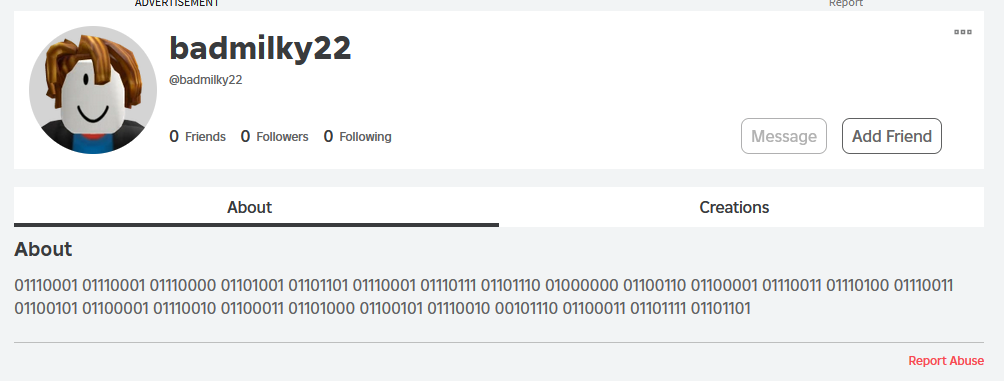 ADVERTISEMENT
Report
badmilky22
@badmilky22
0 Friends 0 Followers 0 Following
Message Add Friend
About Creations
About
01110001 01110001 01110000 01101001 01101101 01110001 01110111 01101110 01000000 01100110 01100001 01110011 01110100 01110011
01100101 01100001 01110010 01100011 01101000 01100101 01110010 00101110 01100011 01101111 01101101
Report Abuse